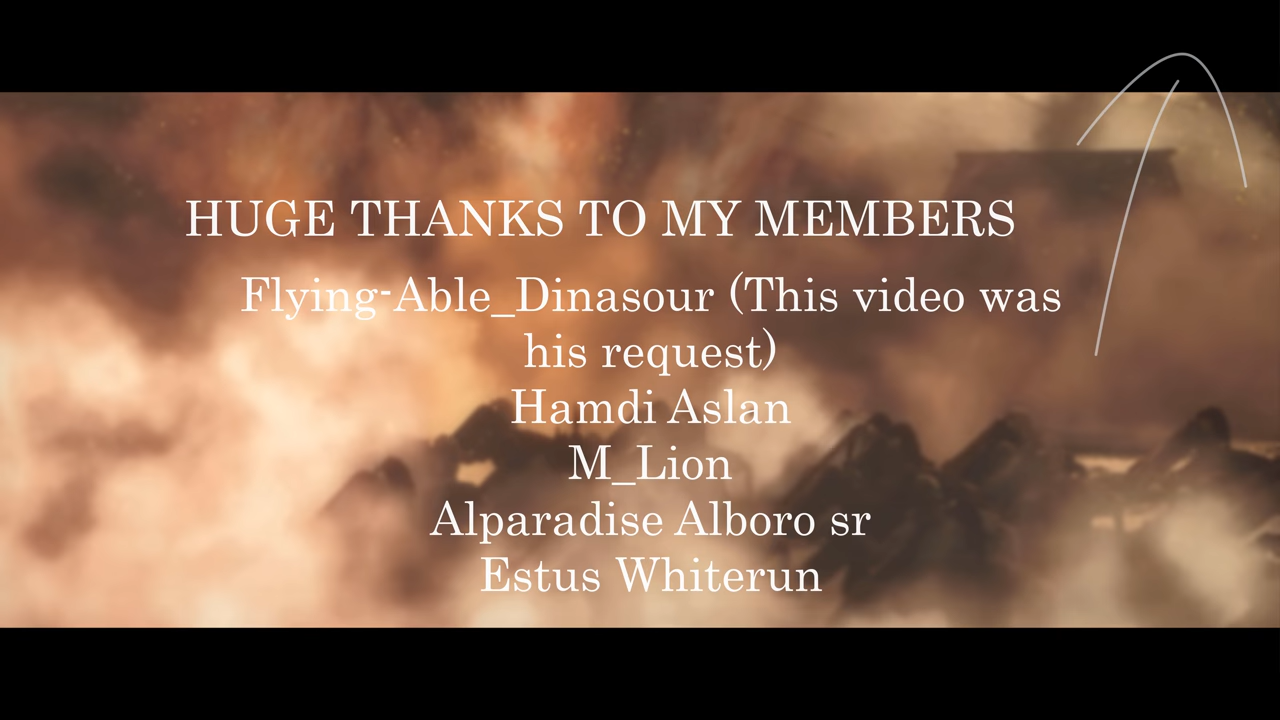 HUGE THANKS TO MY MEMBERS
Flying-Able_Dinasour (This video was
his request)
Hamdi Aslan
M_Lion
Alparadise Alboro sr
Estus Whiterun